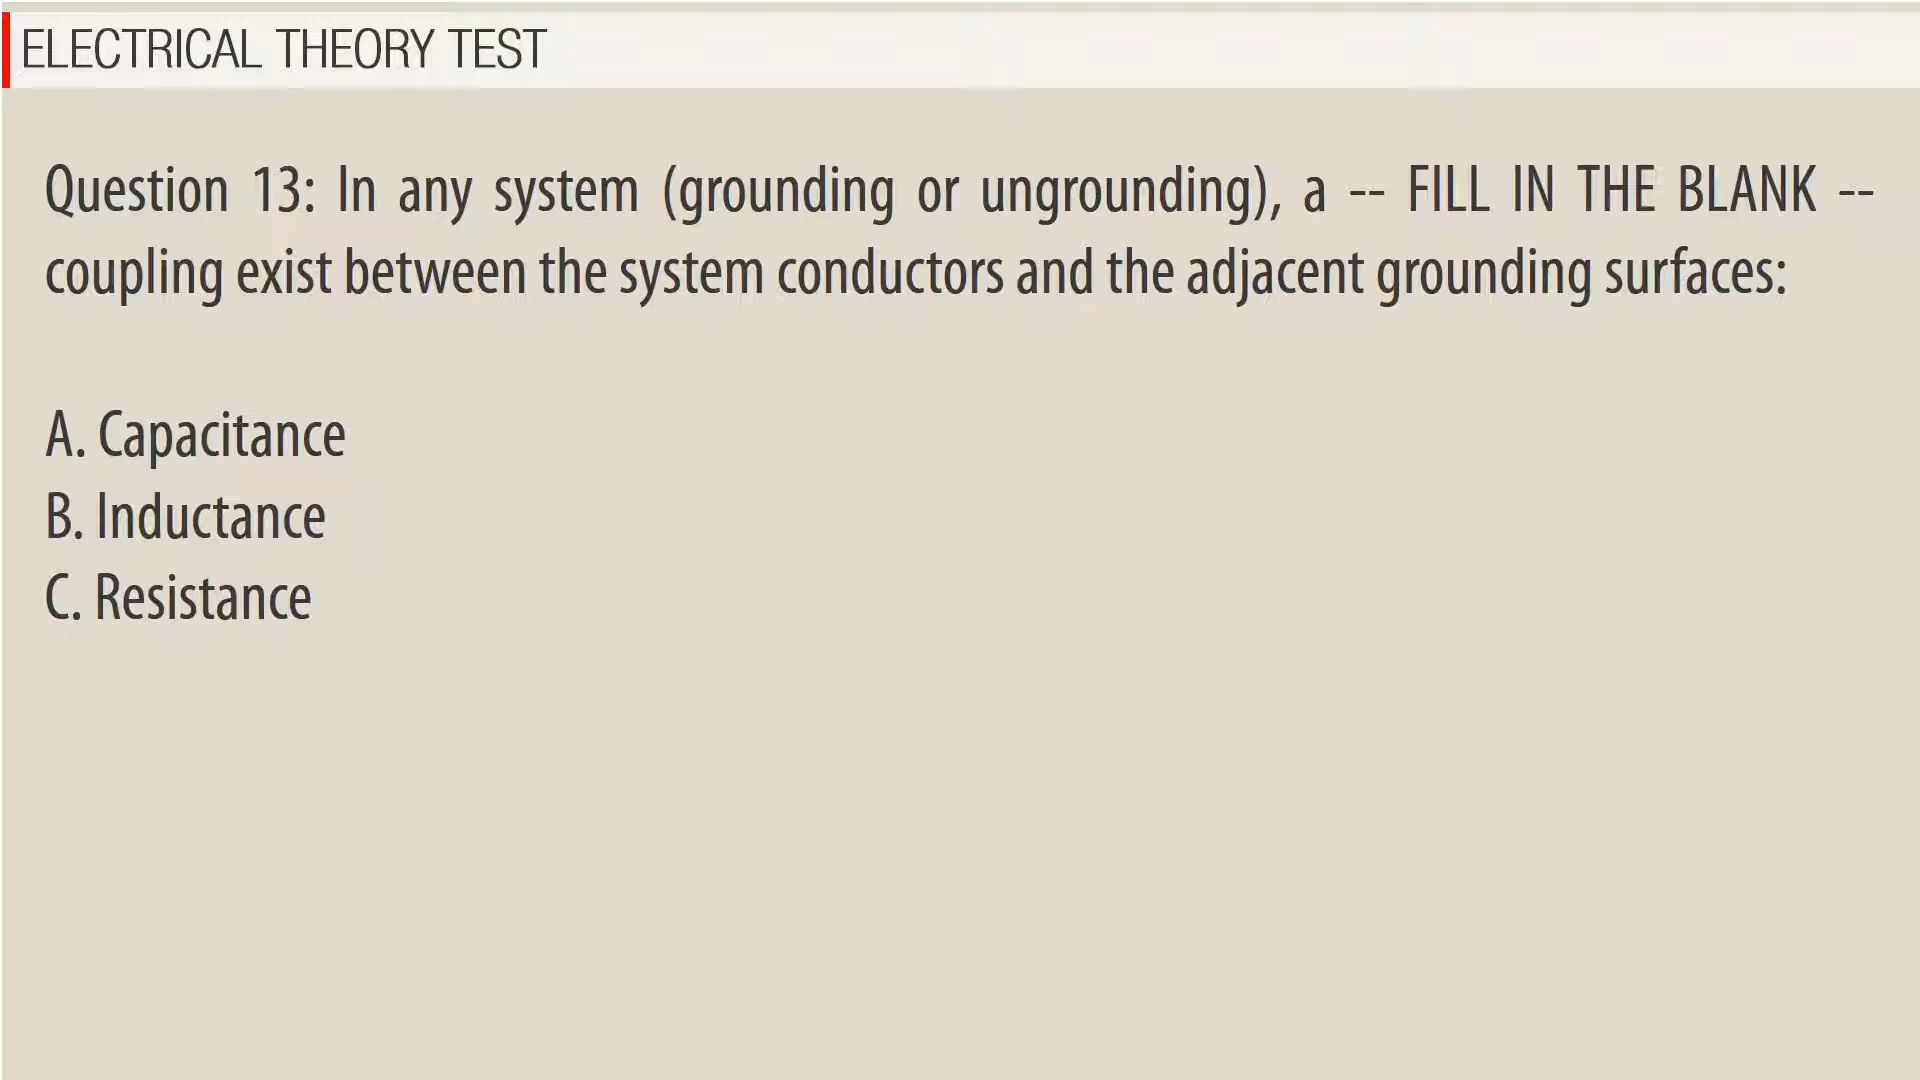 ELECTRICAL THEORY TEST
Question 13: In any system (grounding or ungrounding), a -- FILL IN THE BLANK --
coupling exist between the system conductors and the adjacent grounding surfaces:
A. Capacitance
B. Inductance
C. Resistance